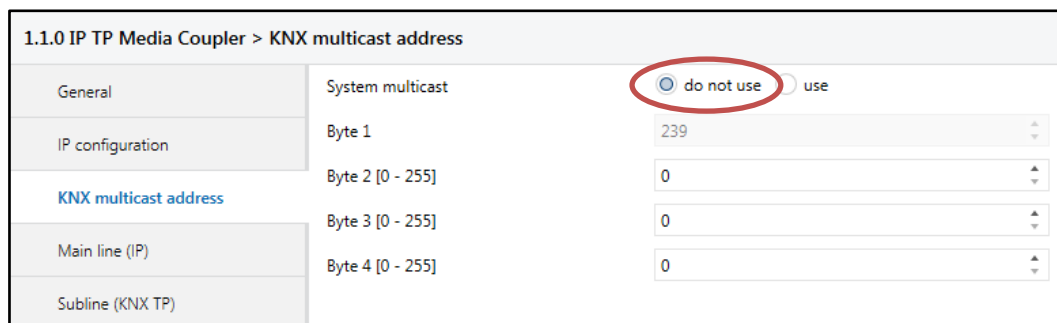 1.1.0 IP TP Media Coupler > KNX multicast address
General
IP configuration
KNX multicast address
Main line (IP)
Subline (KNX TP)
System multicast do not use use
Byte 1 239
Byte 2 [0 - 255] 0
Byte 3 [0 - 255] 0
Byte 4 [0 - 255] 0